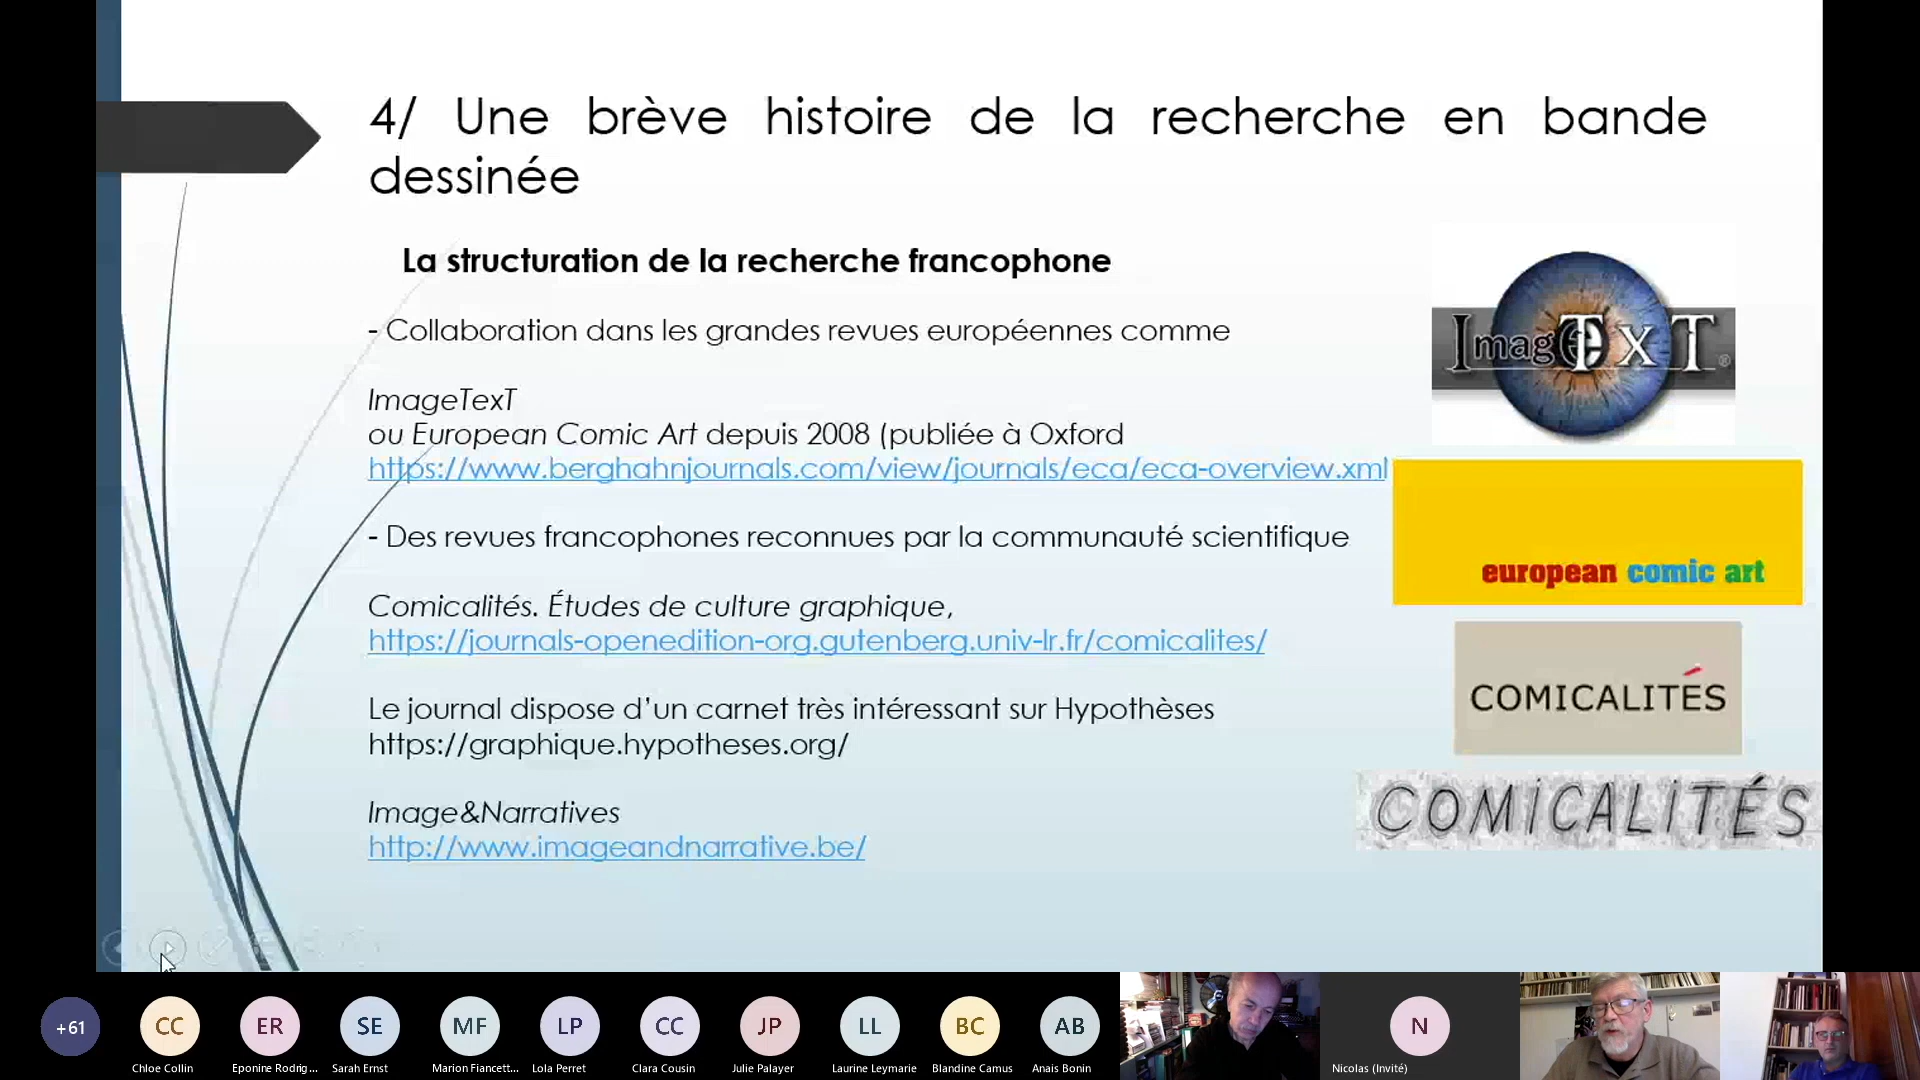 4/ Une brève histoire de la recherche en bande
dessinée
La structuration de la recherche francophone
- Collaboration dans les grandes revues européennes comme
ImageTexT
ou European Comic Art depuis 2008 (publiée à Oxford
https://www.berghahnjournals.com/view/journals/eca/eca-overview.xml
- Des revues francophones reconnues par la communauté scientifique
Comicalités. Études de culture graphique,
https://journals-openedition-org.gutenberg.univ-lr.fr/comicalites/
Le journal dispose d’un carnet très intéressant sur Hypothèses
https://graphique.hypotheses.org/
Image&Narratives
http://www.imageandnarrative.be/
ImageTexT®
european comic art
COMICALITÉS
COMICALITÉS
+61 CC ER SE MF LP CC JP LL BC AB N
Chloe Collin Eponine Rodrig... Sarah Ernst Marion Fiancett... Lola Perret Clara Cousin Julie Palayer Laurine Leymarie Blandine Camus Anais Bonin Nicolas (Invité)